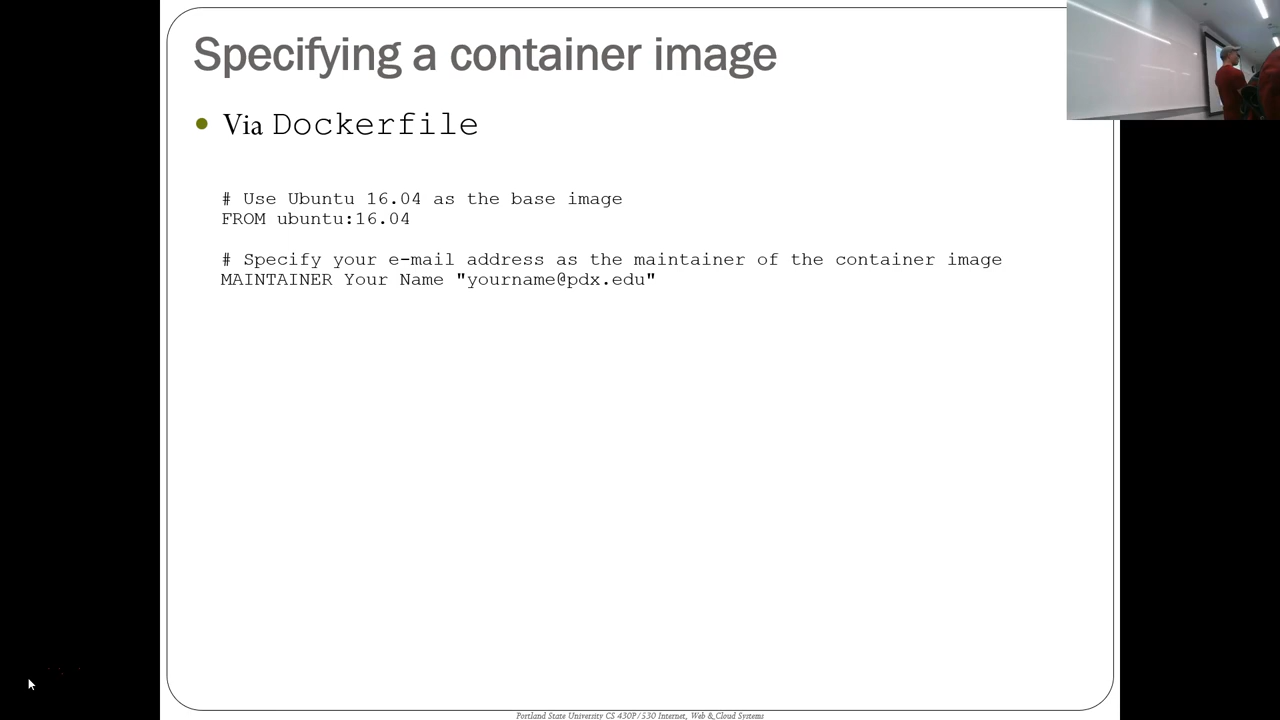 Specifying a container image
Via Dockerfile
# Use Ubuntu 16.04 as the base image
FROM ubuntu:16.04
# Specify your e-mail address as the maintainer of the container image
MAINTAINER Your Name "yourname@pdx.edu"
Portland State University CS 430P/530 Internet, Web & Cloud Systems